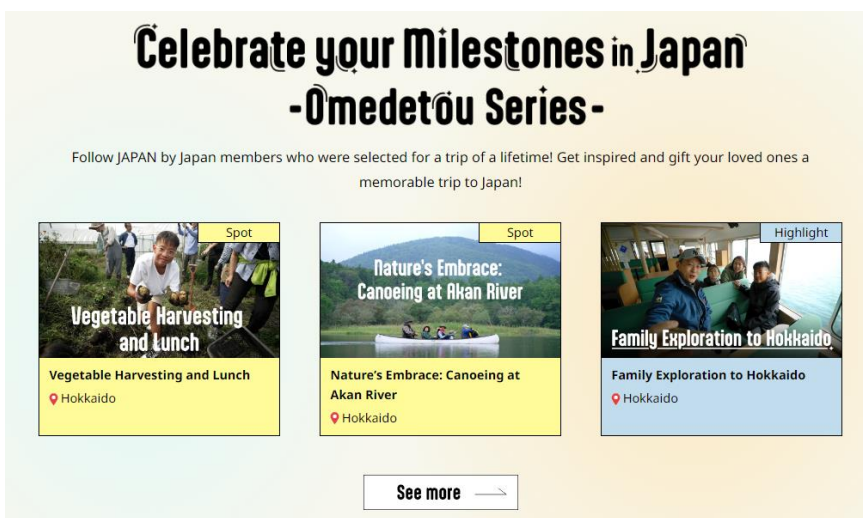 Celebrate your Milestones in Japan
-Omedetou Series-
Follow JAPAN by Japan members who were selected for a trip of a lifetime! Get inspired and gift your loved ones a
memorable trip to Japan!
Spot
Vegetable Harvesting
and Lunch
Vegetable Harvesting and Lunch
Hokkaido
Spot
Nature's Embrace:
Canoeing at Akan River
Nature's Embrace: Canoeing at
Akan River
Hokkaido
Highlight
Family Exploration to Hokkaido
Family Exploration to Hokkaido
Hokkaido
See more